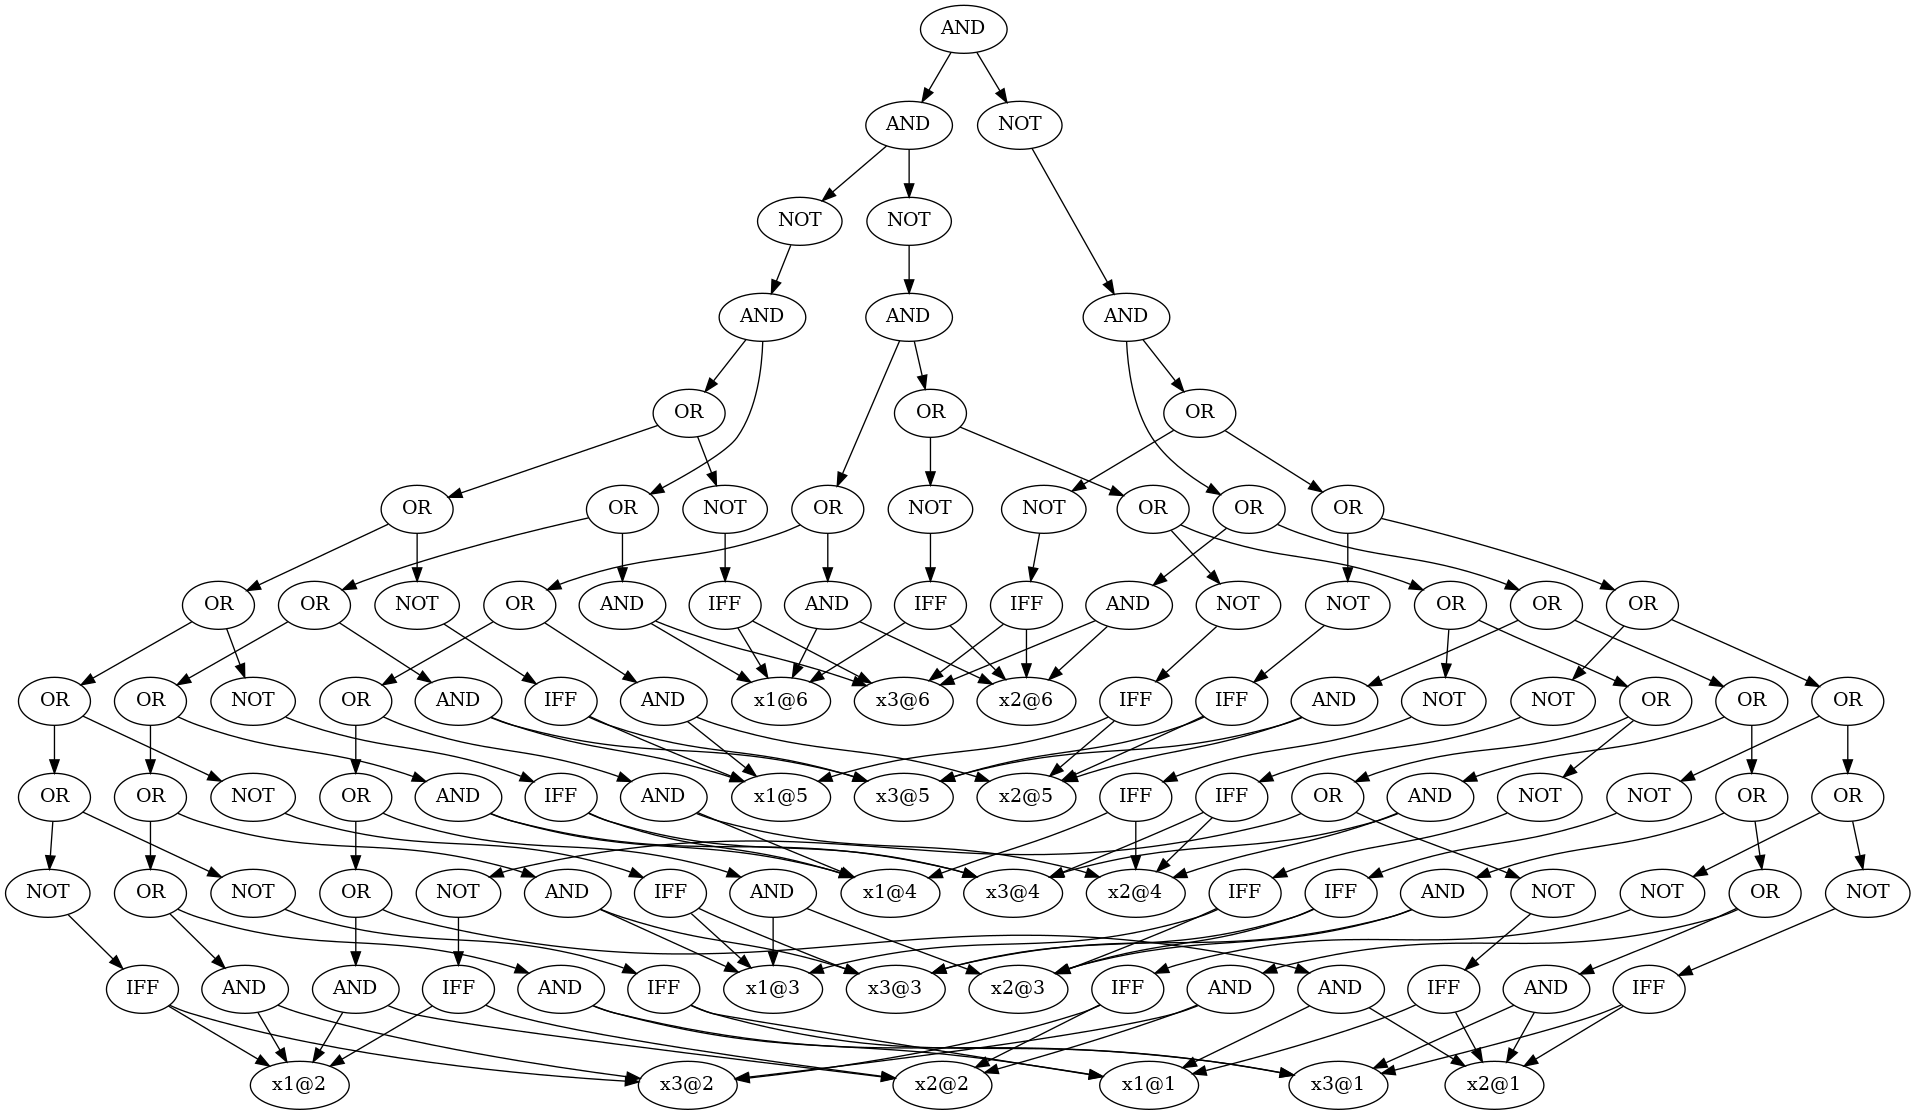 AND
AND NOT
NOT NOT
AND AND AND
OR OR OR
OR OR NOT OR NOT NOT OR OR OR
OR OR NOT OR AND IFF AND IFF IFF AND NOT NOT OR OR OR
OR OR NOT OR AND IFF AND x1@6 x3@6 x2@6 IFF IFF AND NOT NOT OR OR OR
OR OR NOT OR AND IFF AND x1@5 x3@5 x2@5 IFF IFF OR AND NOT NOT OR OR
NOT OR NOT OR NOT AND IFF AND x1@4 x3@4 x2@4 IFF IFF AND NOT NOT OR NOT
IFF AND AND IFF AND IFF x1@3 x3@3 x2@3 IFF AND AND IFF AND IFF
x1@2 x3@2 x2@2 x1@1 x3@1 x2@1